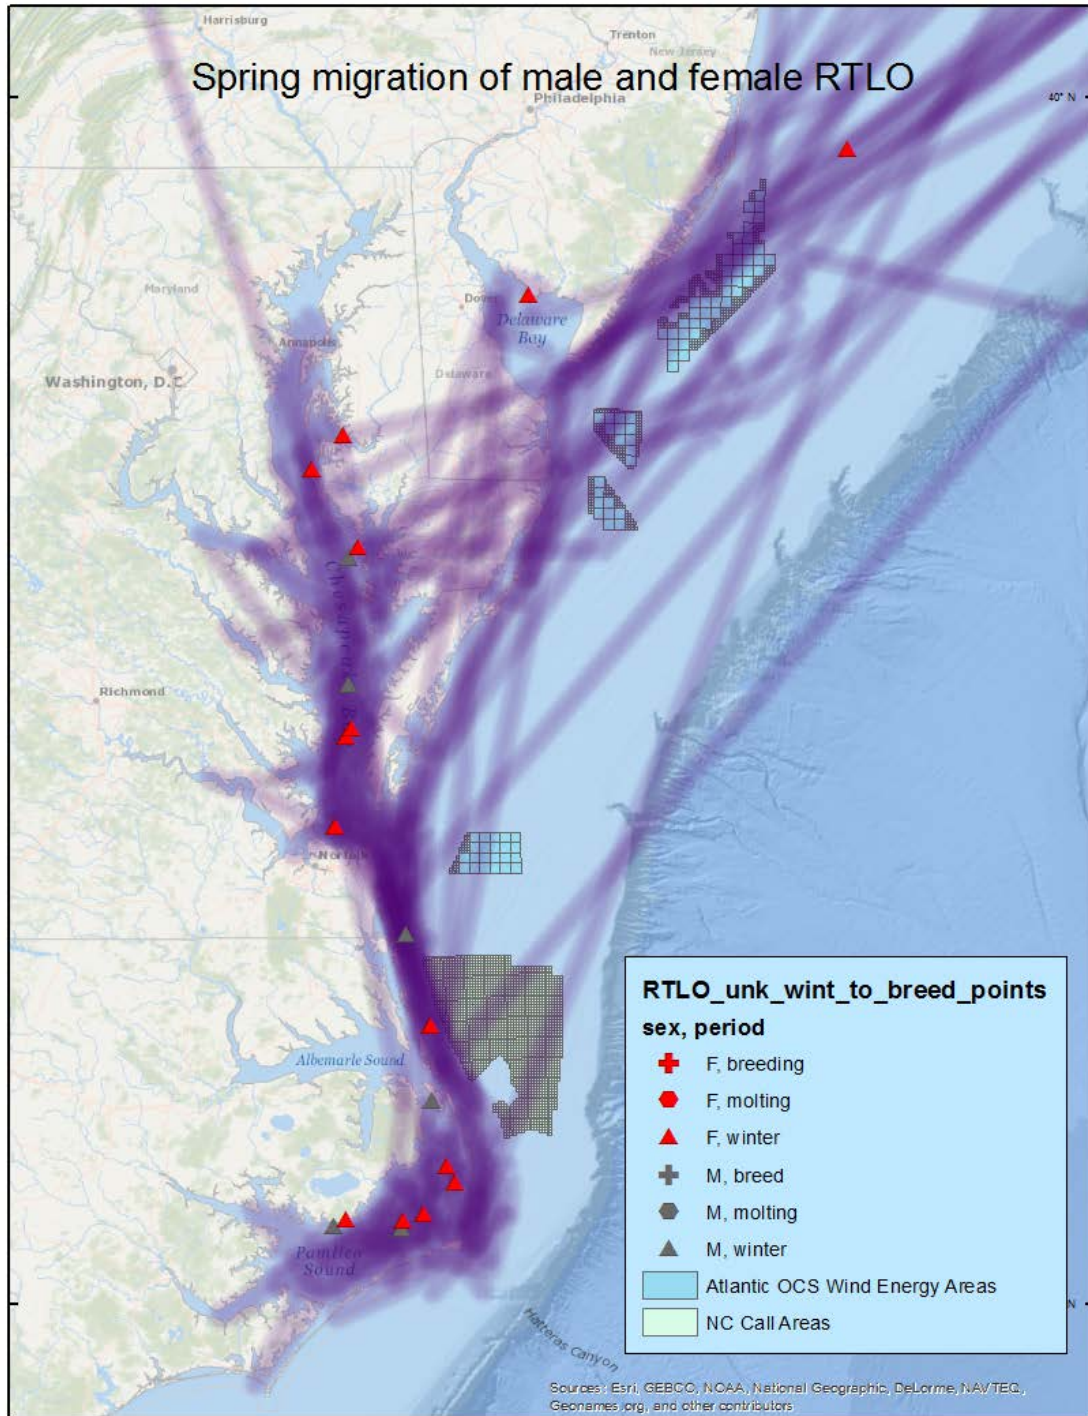 Harrisburg
Trenton
New Jersey
Spring migration of male and female RTLO
Philadelphia
40° N
Maryland
Dover
Delaware
Bay
Annapolis
Washington, D.C
Delaware
Chesapeake
Richmond
Norfolk
Albemarle Sound
Pamlico
Sound
RTLO_unk_wint_to_breed_points
sex, period
F, breeding
F, molting
F, winter
M, breed
M, molting
M, winter
Atlantic OCS Wind Energy Areas
NC Call Areas
N
Hatteras Canyon
Sources: Esri, GEBCO, NOAA, National Geographic, DeLorme, NAVTEQ,
Geonames.org, and other contributors